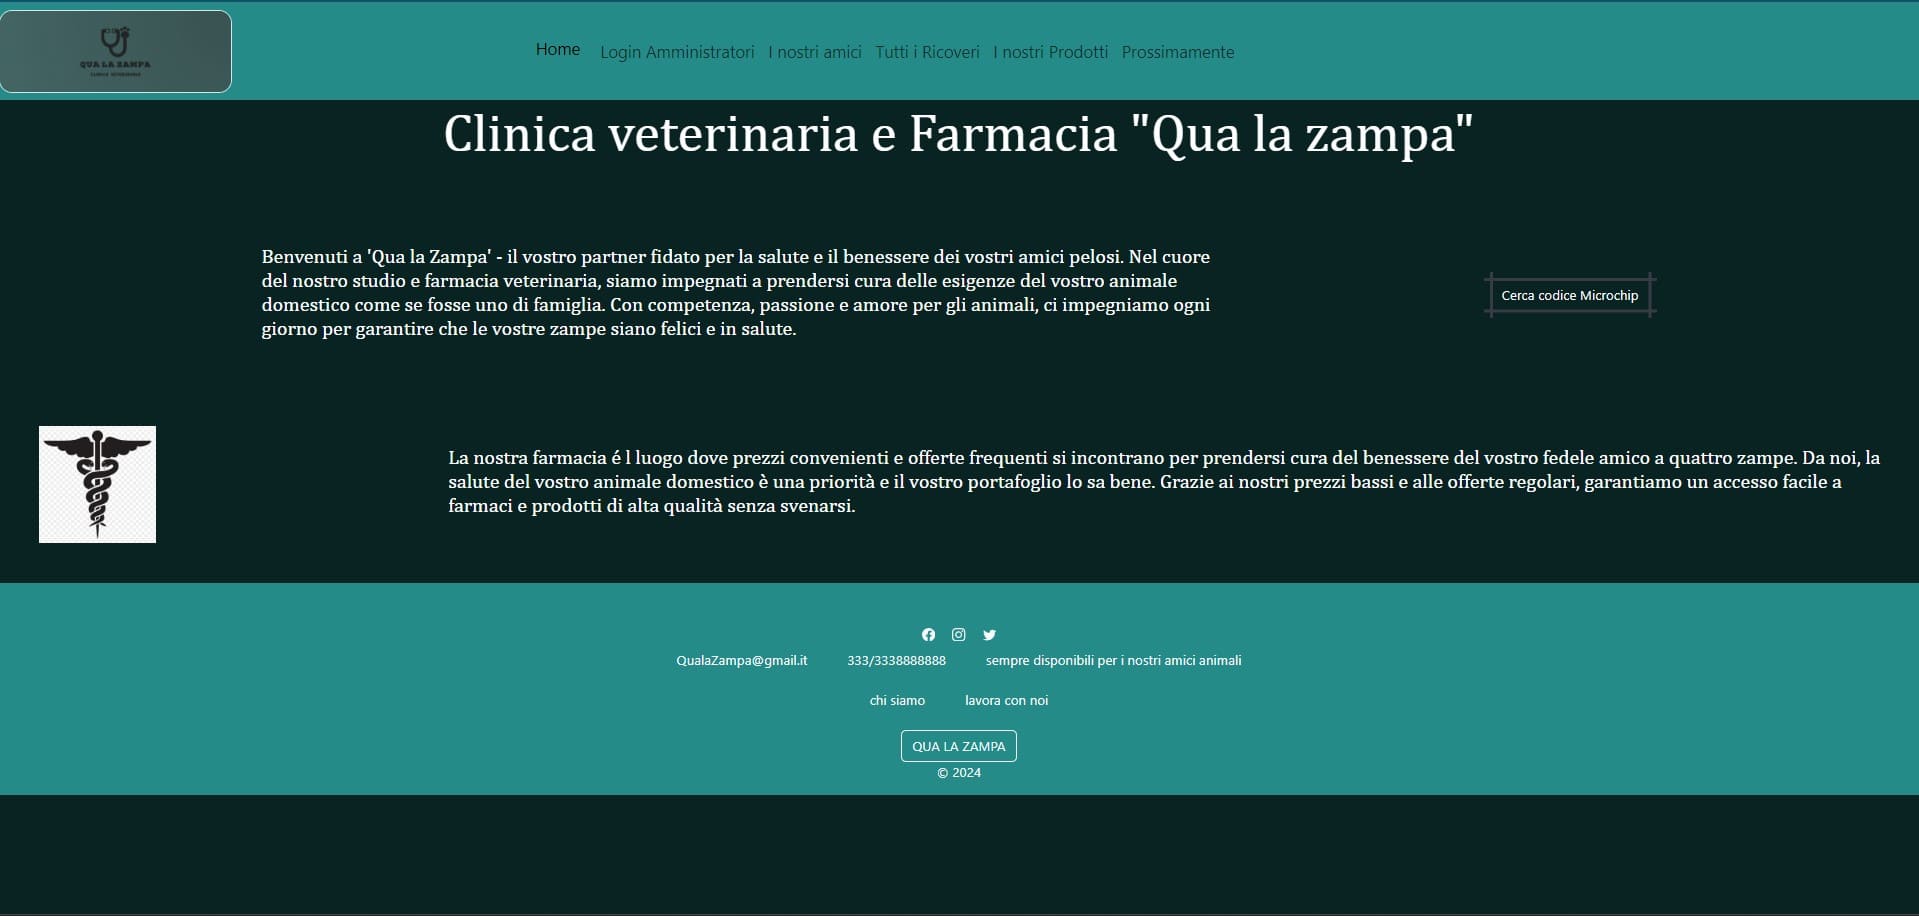 QUA LA ZAMPA
CLINICA VETERINARIA
Home Login Amministratori I nostri amici Tutti i Ricoveri I nostri Prodotti Prossimamente
Clinica veterinaria e Farmacia "Qua la zampa"
Benvenuti a 'Qua la Zampa' - il vostro partner fidato per la salute e il benessere dei vostri amici pelosi. Nel cuore
del nostro studio e farmacia veterinaria, siamo impegnati a prendersi cura delle esigenze del vostro animale
domestico come se fosse uno di famiglia. Con competenza, passione e amore per gli animali, ci impegniamo ogni
giorno per garantire che le vostre zampe siano felici e in salute.
Cerca codice Microchip
La nostra farmacia é l luogo dove prezzi convenienti e offerte frequenti si incontrano per prendersi cura del benessere del vostro fedele amico a quattro zampe. Da noi, la
salute del vostro animale domestico è una priorità e il vostro portafoglio lo sa bene. Grazie ai nostri prezzi bassi e alle offerte regolari, garantiamo un accesso facile a
farmaci e prodotti di alta qualità senza svenarsi.
QualaZampa@gmail.it 333/3338888888 sempre disponibili per i nostri amici animali
chi siamo lavora con noi
QUA LA ZAMPA
© 2024